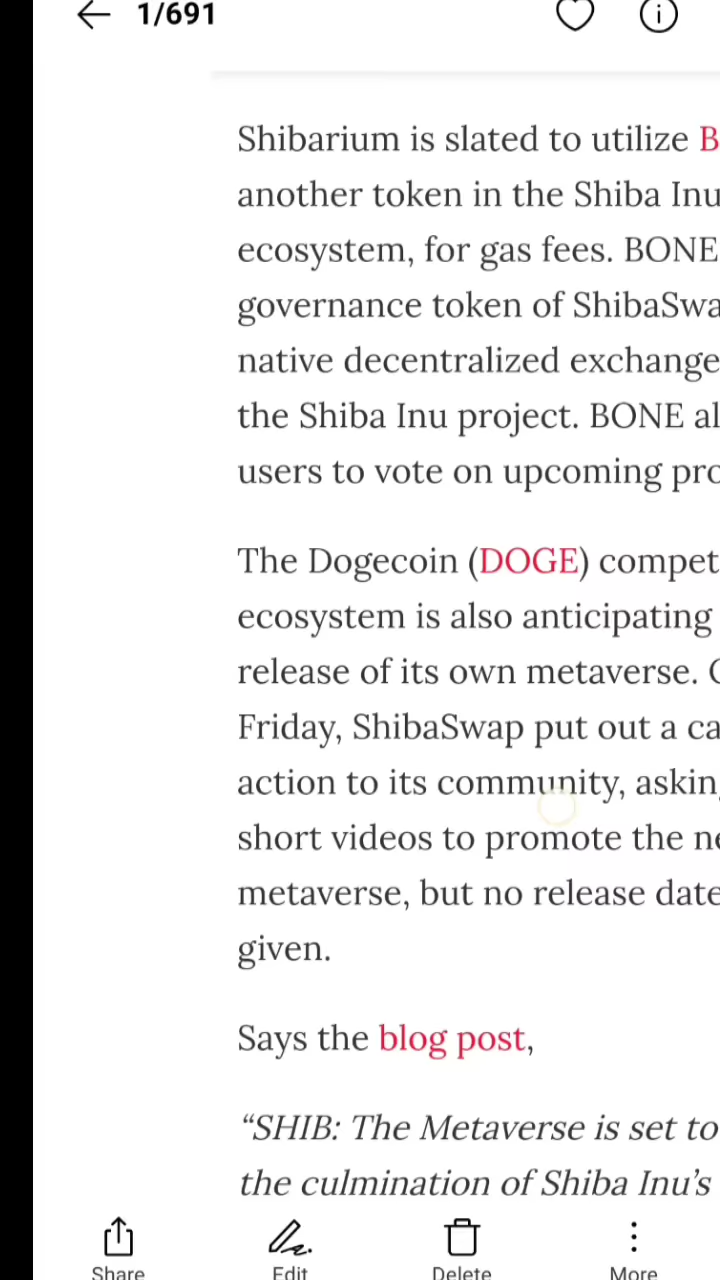 1/691
Shibarium is slated to utilize B
another token in the Shiba Inu
ecosystem, for gas fees. BONE
governance token of ShibaSwa
native decentralized exchange
the Shiba Inu project. BONE al
users to vote on upcoming pro
The Dogecoin (DOGE) compet
ecosystem is also anticipating
release of its own metaverse. O
Friday, ShibaSwap put out a ca
action to its community, askin
short videos to promote the ne
metaverse, but no release date
given.
Says the blog post,
“SHIB: The Metaverse is set to
the culmination of Shiba Inu’s
Share Edit Delete More